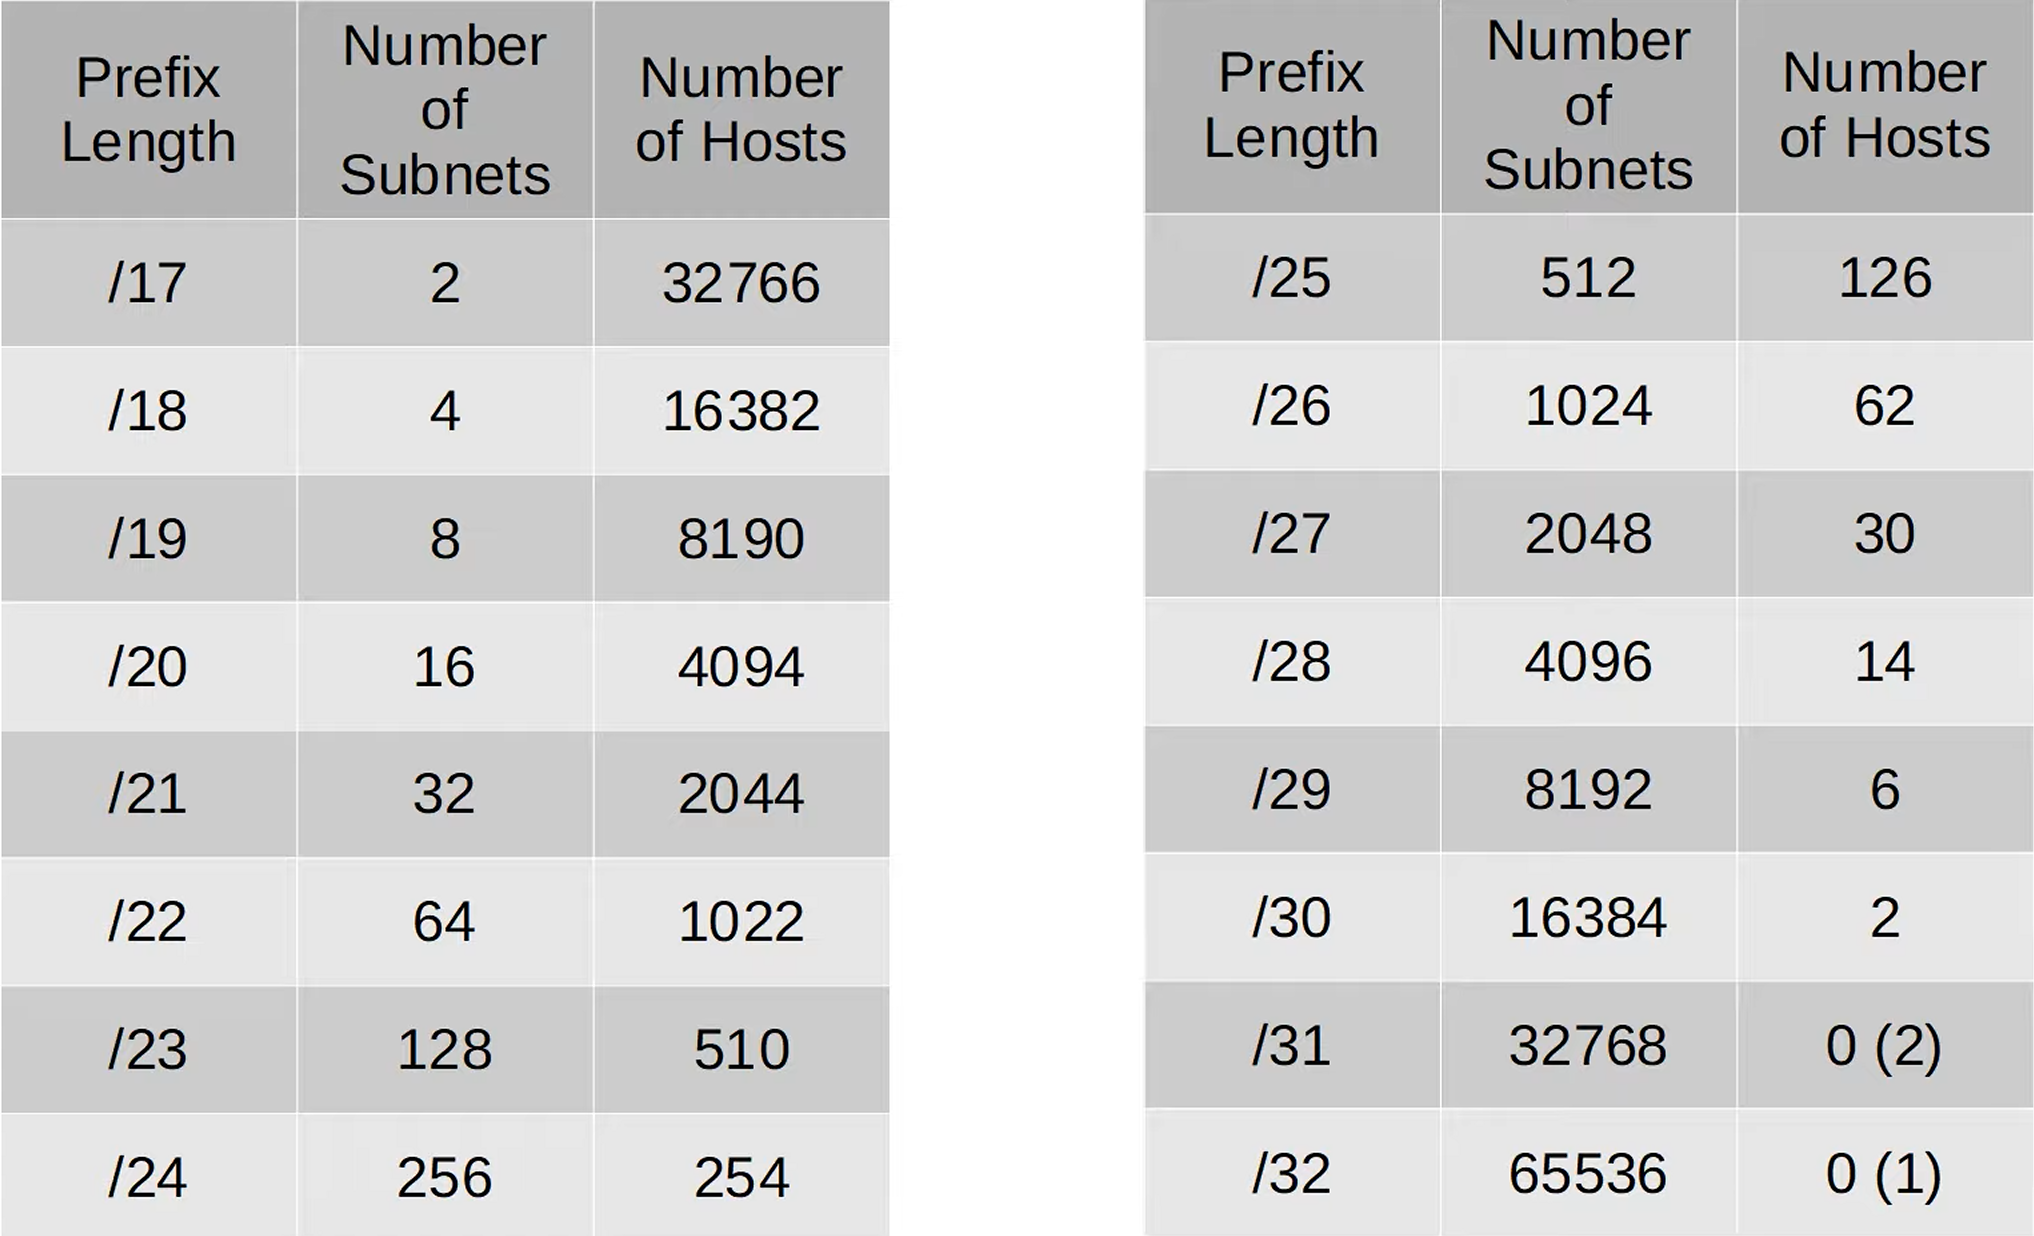 Prefix Length Number of Subnets Number of Hosts
/17 2 32766
/18 4 16382
/19 8 8190
/20 16 4094
/21 32 2044
/22 64 1022
/23 128 510
/24 256 254
Prefix Length Number of Subnets Number of Hosts
/25 512 126
/26 1024 62
/27 2048 30
/28 4096 14
/29 8192 6
/30 16384 2
/31 32768 0 (2)
/32 65536 0 (1)